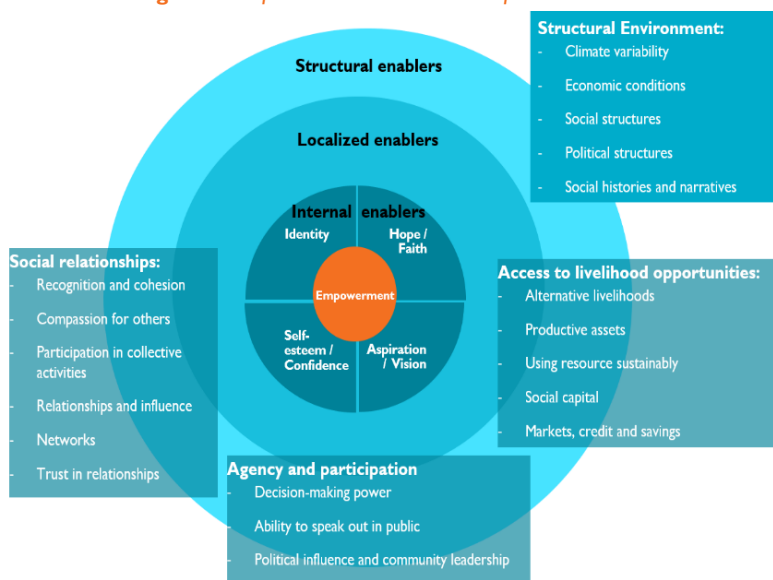 Structural Environment:
- Climate variability
- Economic conditions
- Social structures
- Political structures
- Social histories and narratives
Structural enablers
Localized enablers
Internal enablers
Identity
Hope /
Faith
Empowerment
Self-
esteem /
Confidence
Aspiration
/ Vision
Social relationships:
- Recognition and cohesion
- Compassion for others
- Participation in collective
activities
- Relationships and influence
- Networks
- Trust in relationships
Access to livelihood opportunities:
- Alternative livelihoods
- Productive assets
- Using resource sustainably
- Social capital
- Markets, credit and savings
Agency and participation
- Decision-making power
- Ability to speak out in public
- Political influence and community leadership